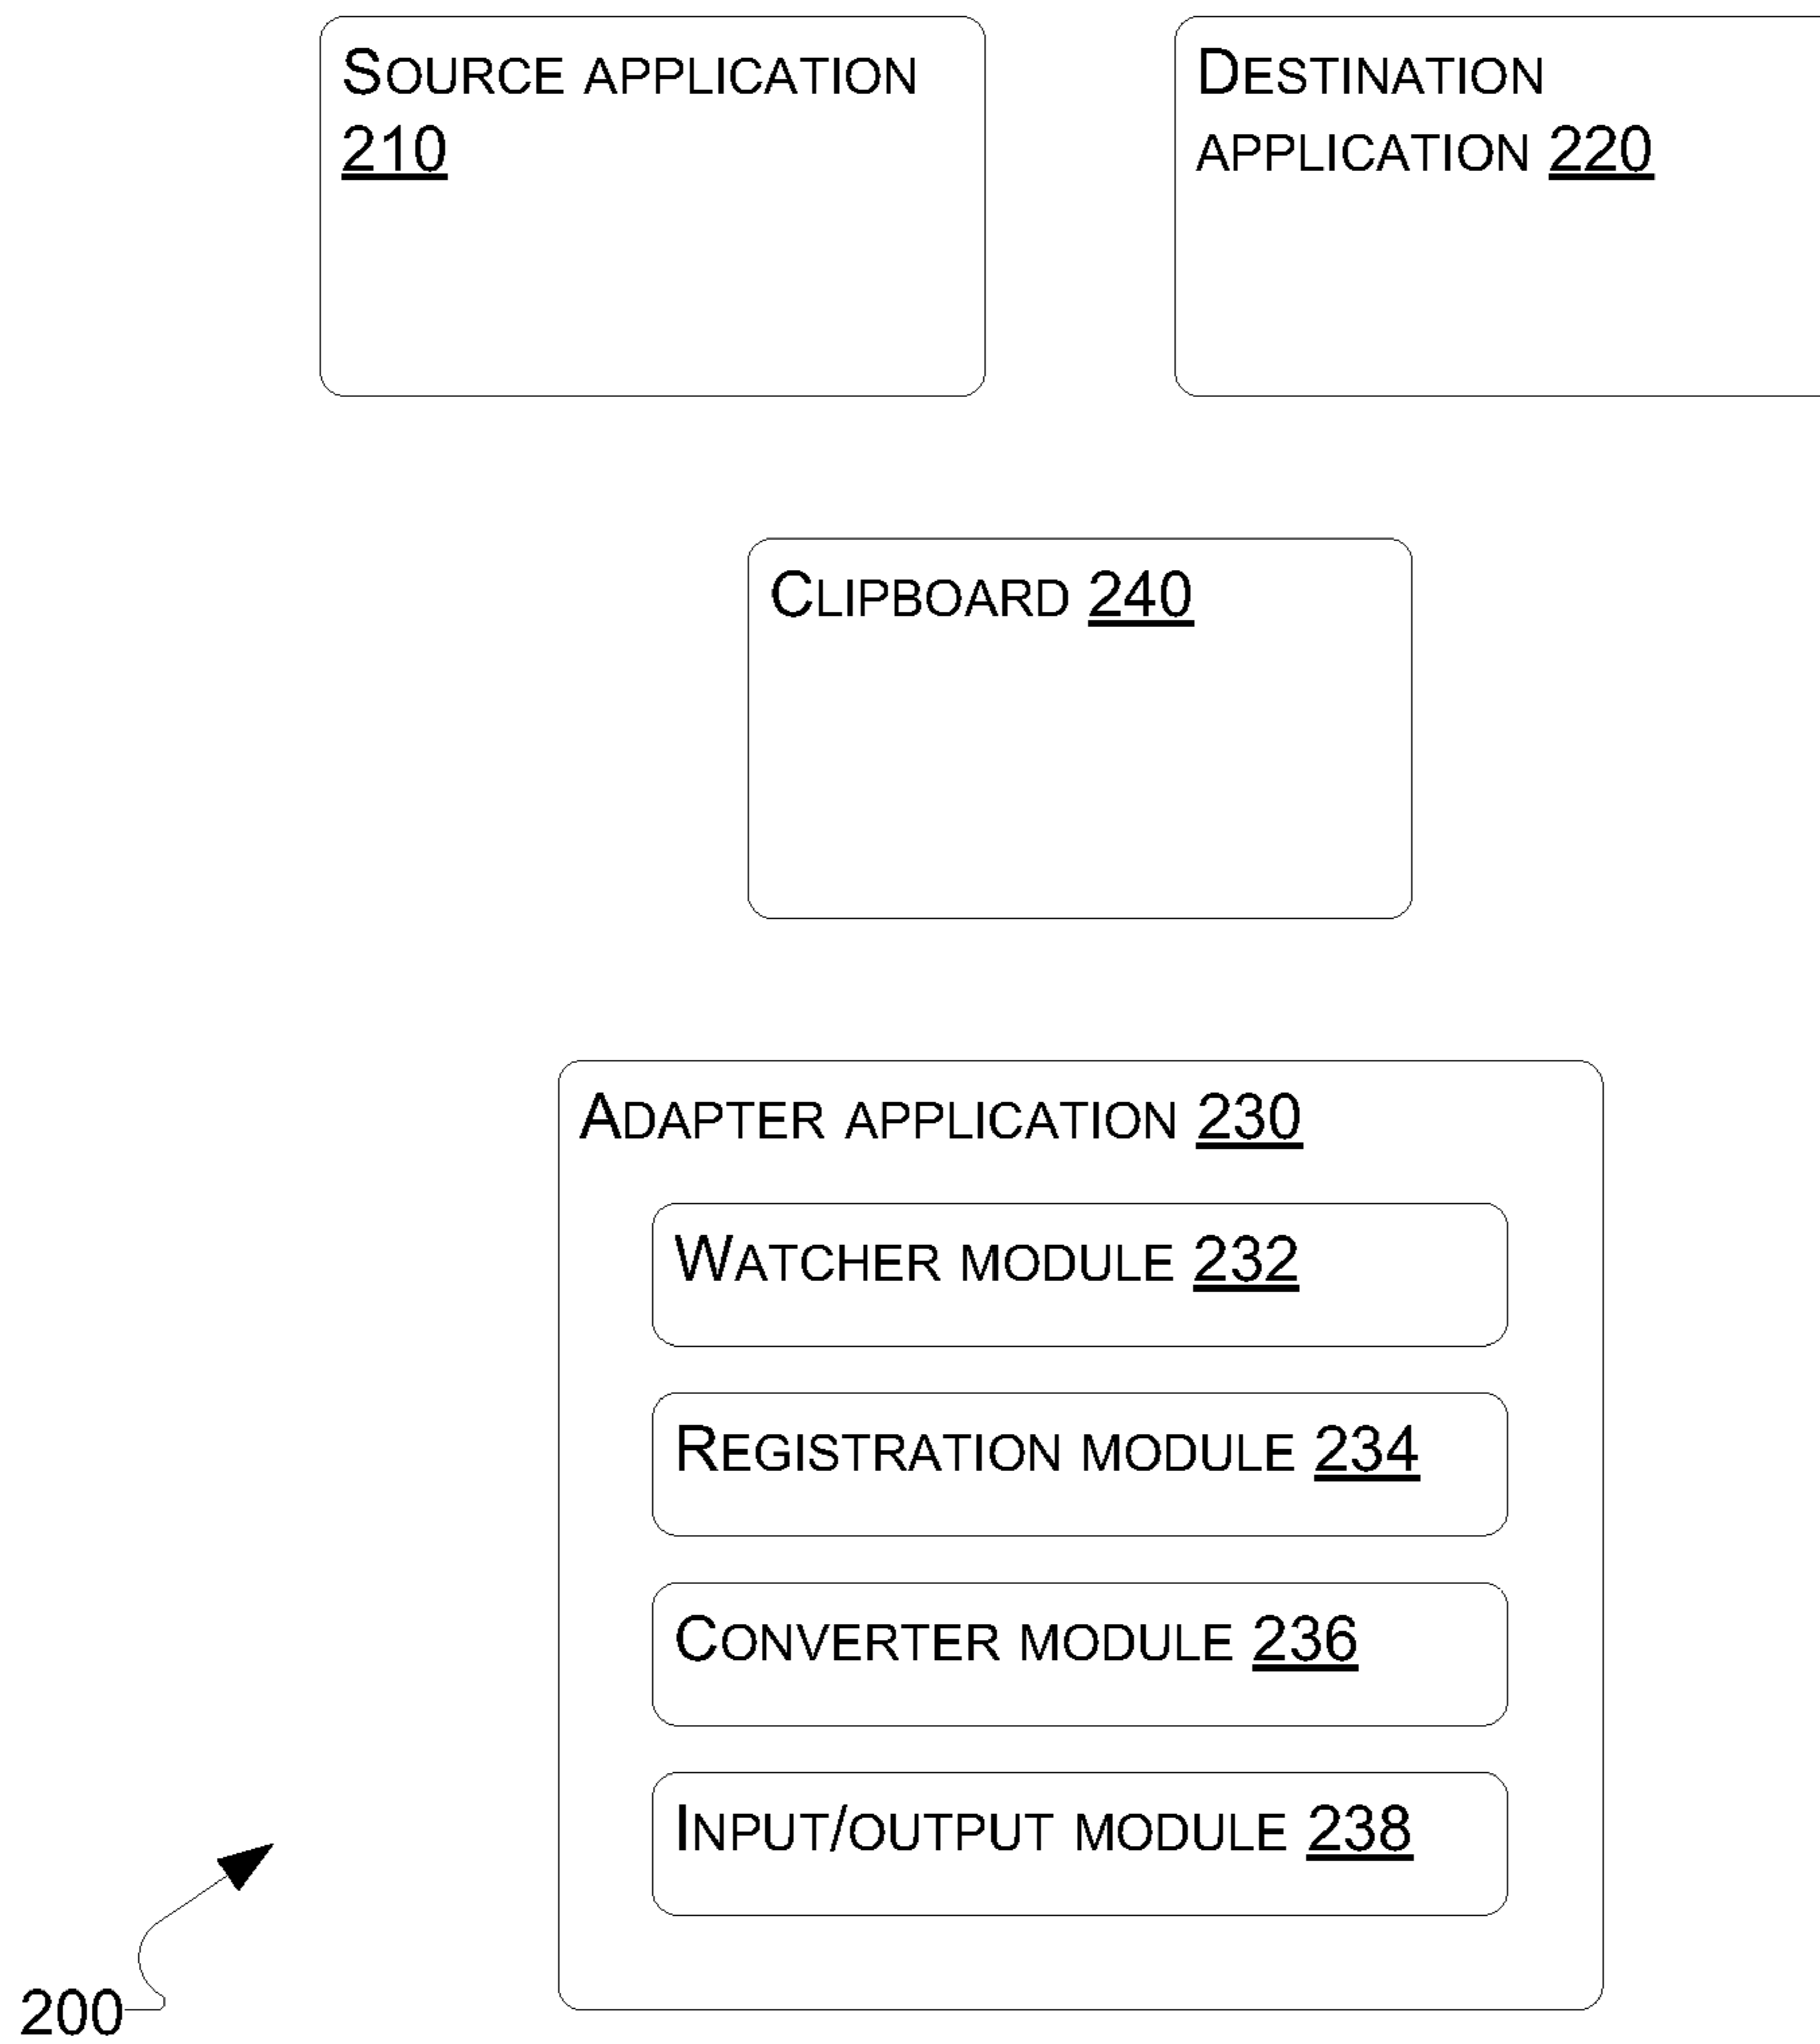 SOURCE APPLICATION
210
DESTINATION
APPLICATION 220
CLIPBOARD 240
ADAPTER APPLICATION 230
WATCHER MODULE 232
REGISTRATION MODULE 234
CONVERTER MODULE 236
INPUT/OUTPUT MODULE 238
200